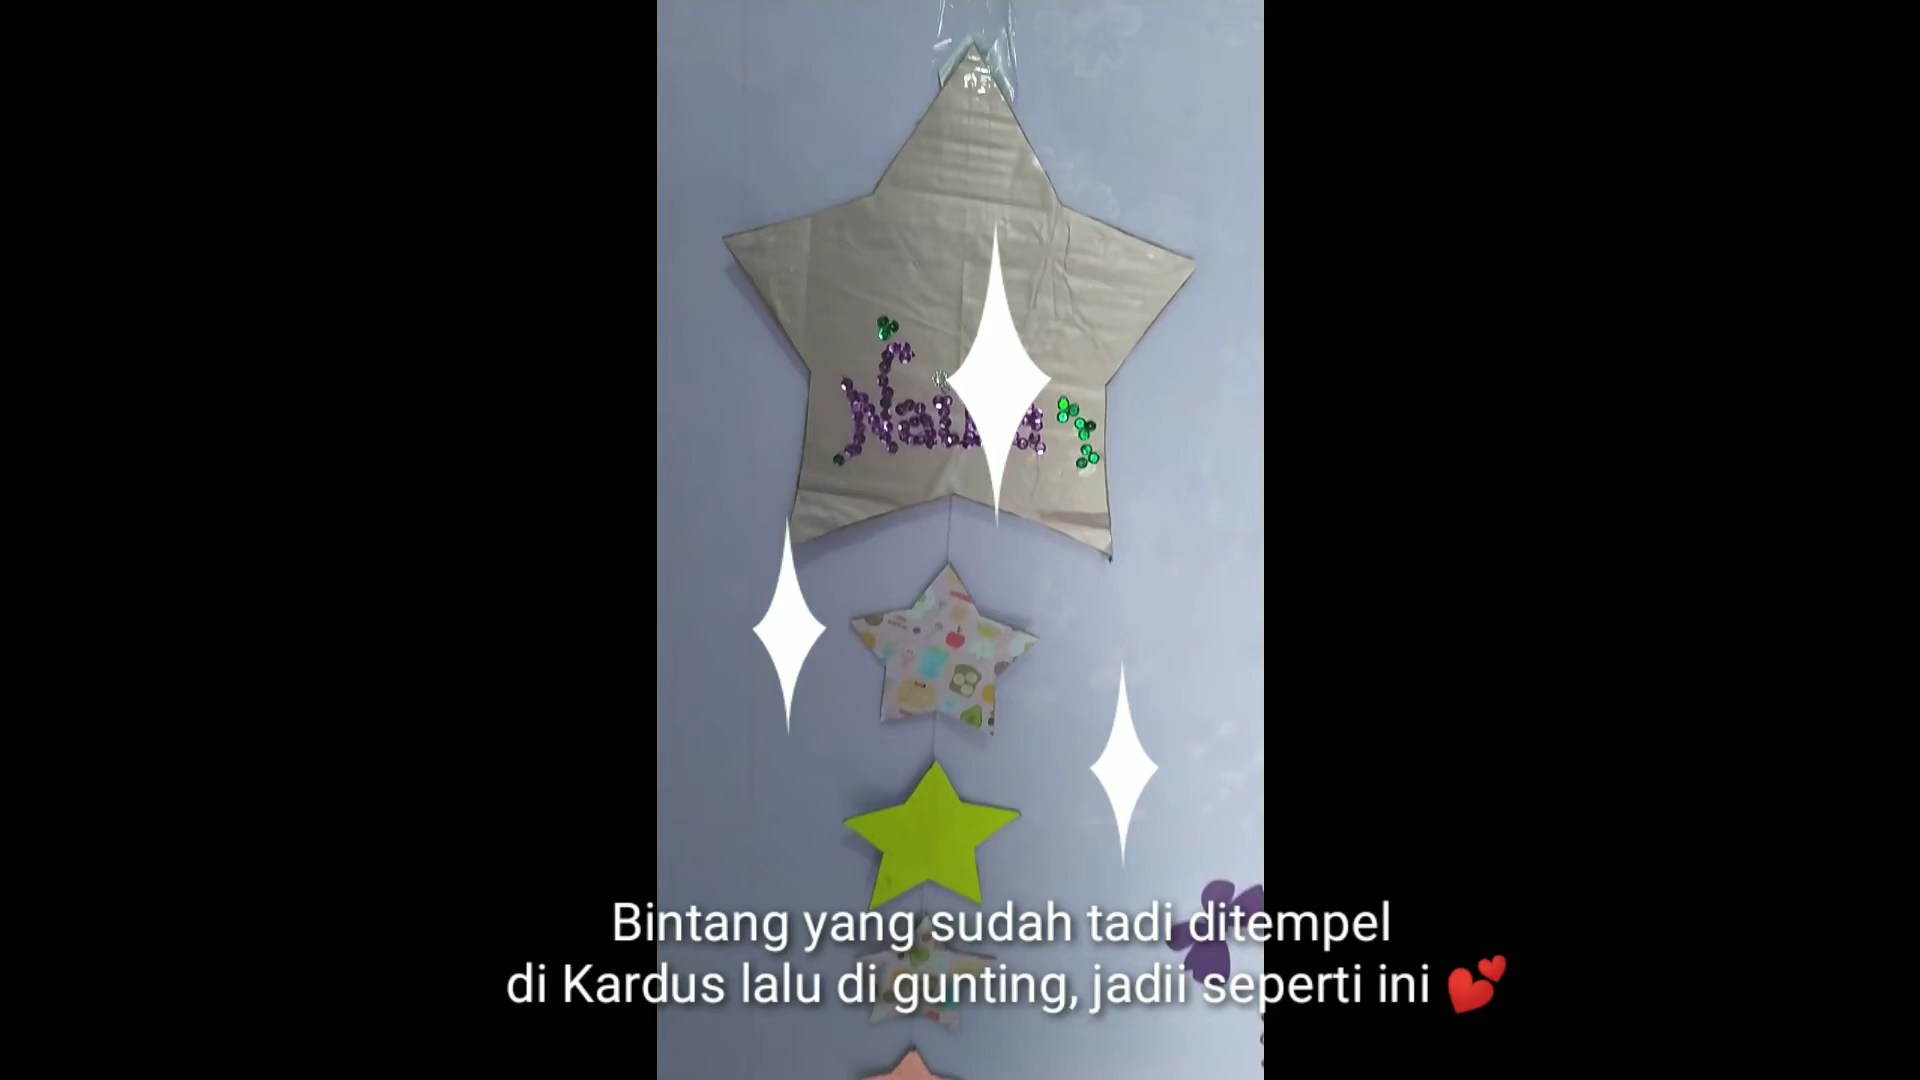 Bintang yang sudah tadi ditempel
di Kardus lalu di gunting, jadii seperti ini 💕